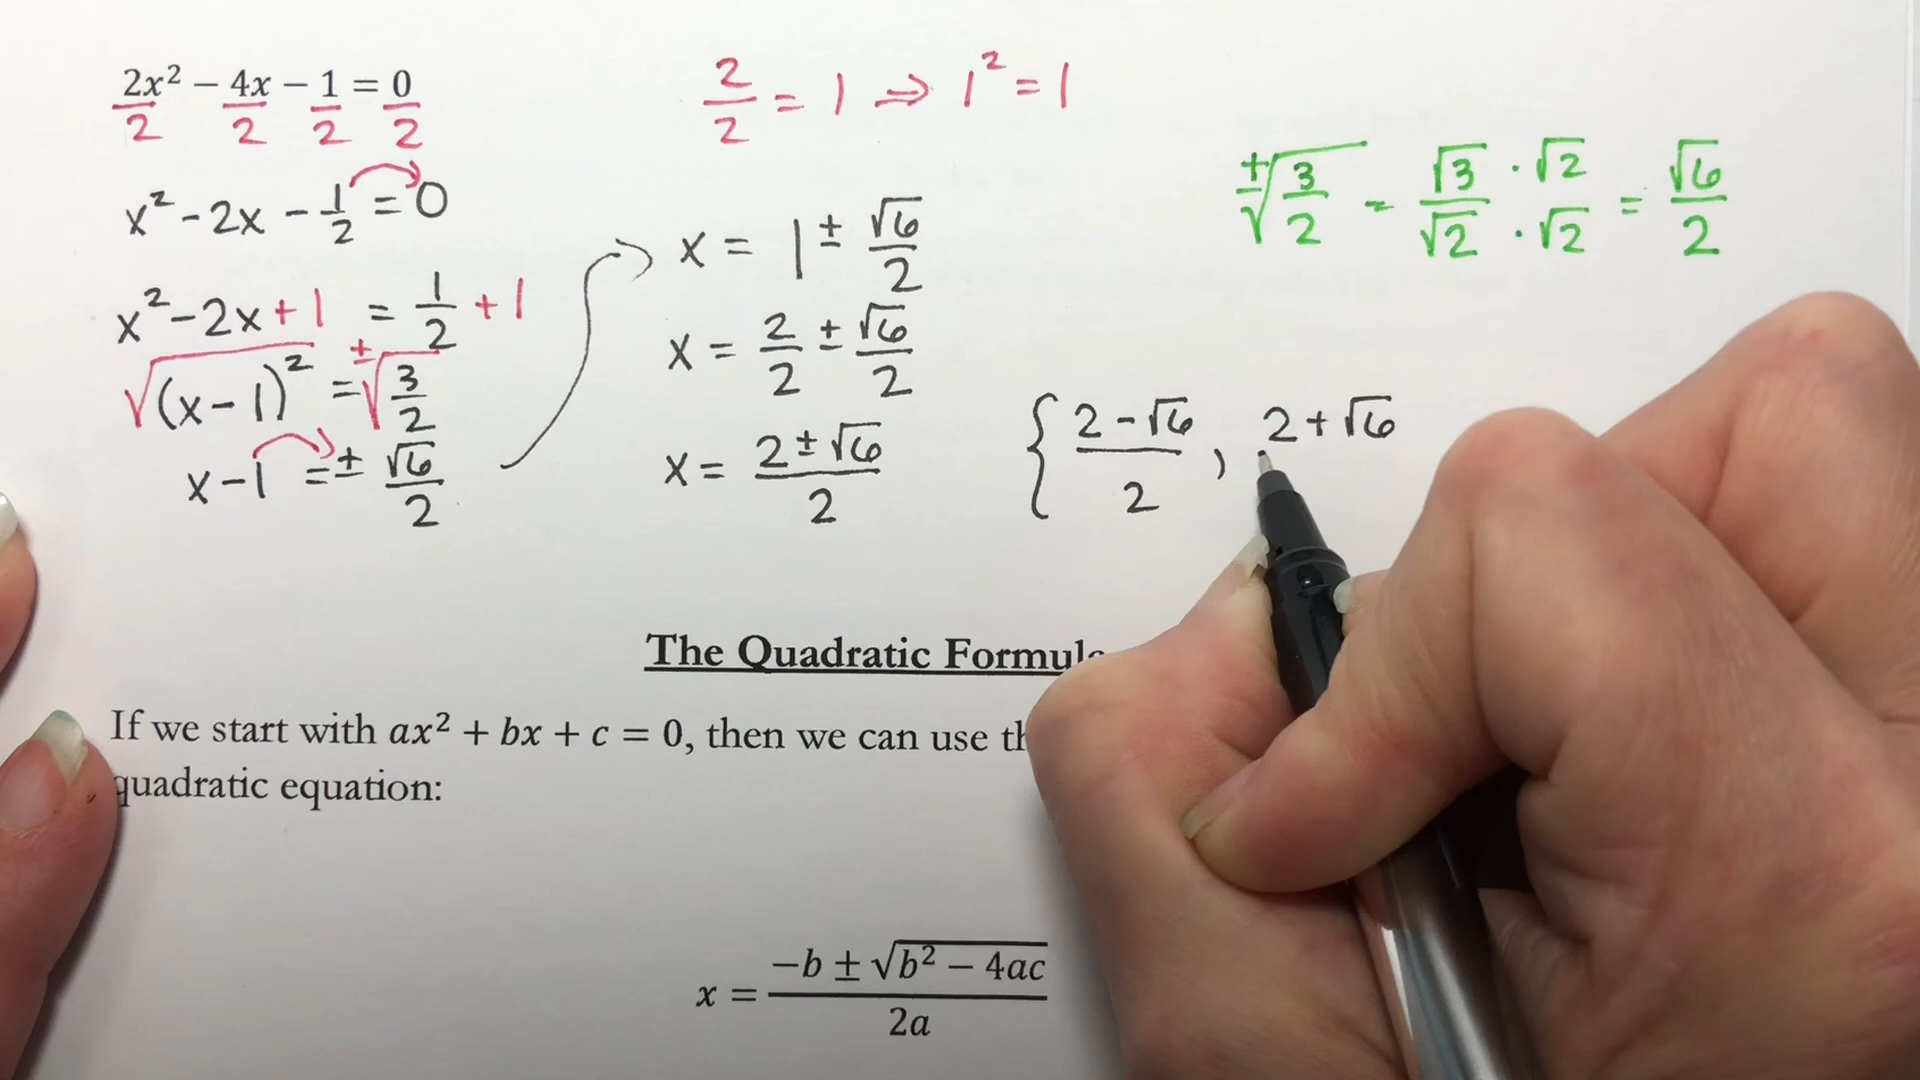 2x² − 4x − 1 = 0
2 2 2 2
x² - 2x - 1/2 = 0
x² - 2x + 1 = 1/2 + 1
√(x - 1)² = ±√3/2
x - 1 = ± √6/2
2/2 = 1 ⇒ 1² = 1
x = 1 ± √6/2
x = 2/2 ± √6/2
x = 2 ± √6/2
±√3/2 = √3/√2 · √2/√2 = √6/2
{ 2 - √6/2 , 2 + √6
The Quadratic
If we start with ax² + bx + c = 0, then we can use
quadratic equation:
x = −b ± √b² − 4ac/2a